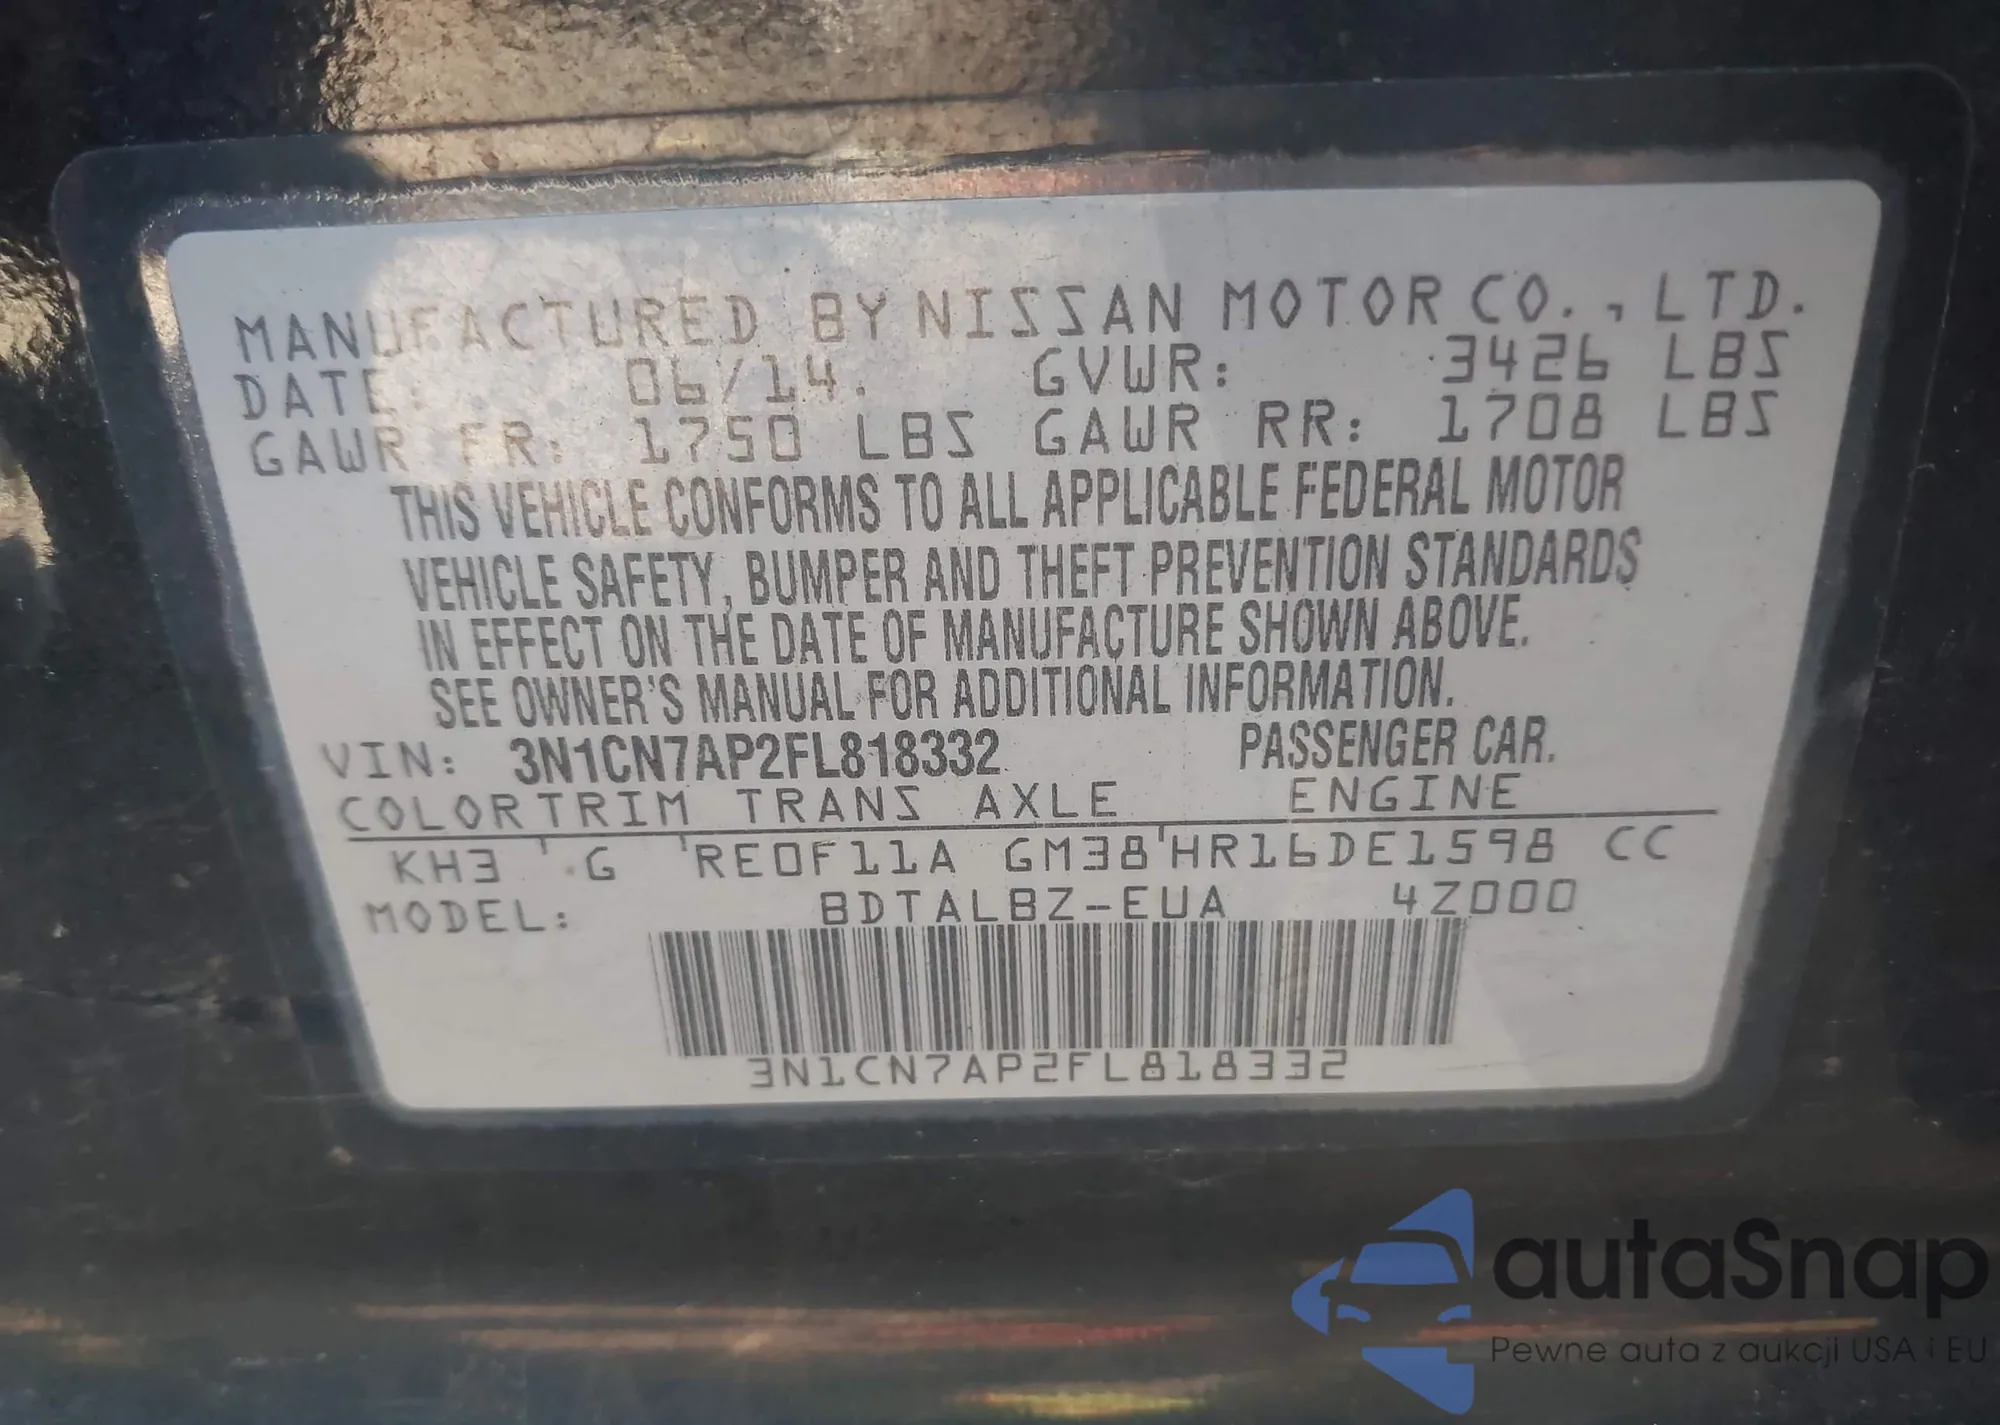 MANUFACTURED BY NISSAN MOTOR CO., LTD.
DATE: 06/14. GVWR: 3426 LBS
GAWR FR: 1750 LBS GAWR RR: 1708 LBS
THIS VEHICLE CONFORMS TO ALL APPLICABLE FEDERAL MOTOR
VEHICLE SAFETY, BUMPER AND THEFT PREVENTION STANDARDS
IN EFFECT ON THE DATE OF MANUFACTURE SHOWN ABOVE.
SEE OWNER'S MANUAL FOR ADDITIONAL INFORMATION.
VIN: 3N1CN7AP2FL818332 PASSENGER CAR.
COLORTRIM TRANS AXLE ENGINE
KH3 ' G 'RE0F11A GM38'HR16DE1598 CC
MODEL: BDTALBZ-EUA 4Z000
3N1CN7AP2FL818332
autaSnap
Pewne auta z aukcji USA i EU